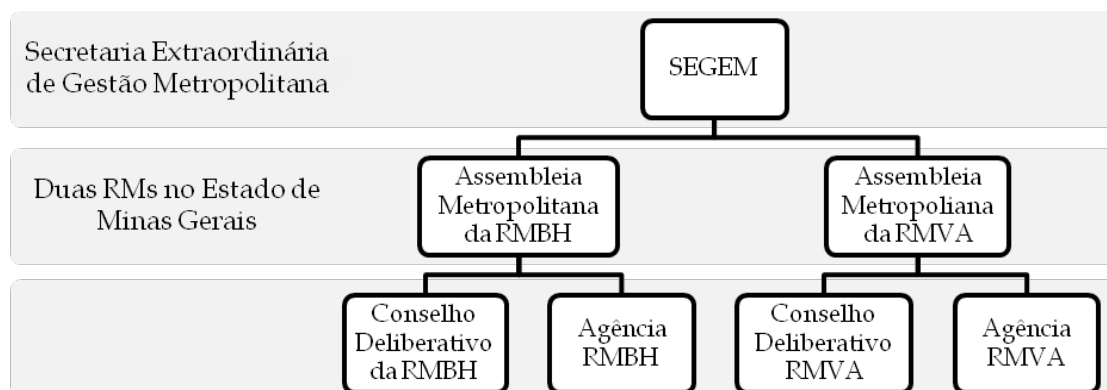 Secretaria Extraordinária
de Gestão Metropolitana
SEGEM
Duas RMs no Estado de
Minas Gerais
Assembleia
Metropolitana
da RMBH
Assembleia
Metropoliana
da RMVA
Conselho
Deliberativo
da RMBH
Agência
RMBH
Conselho
Deliberativo
RMVA
Agência
RMVA